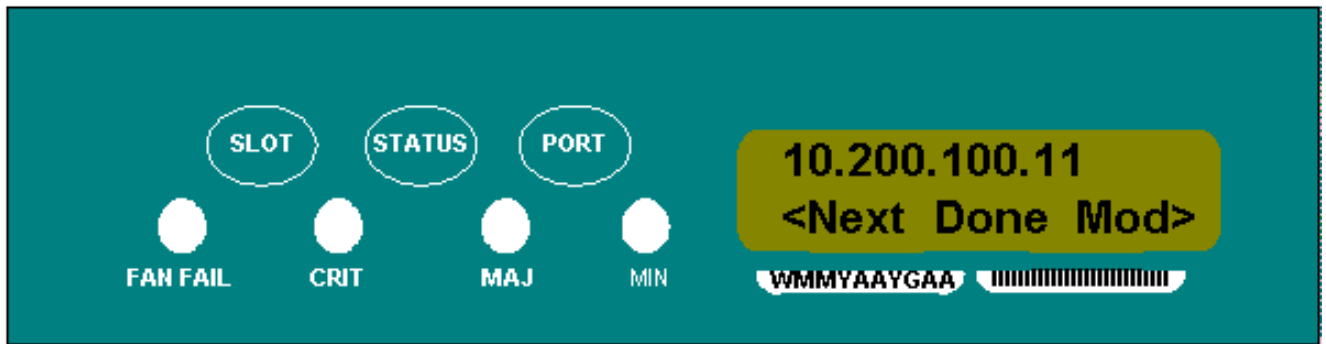 SLOT STATUS PORT
10.200.100.11
<Next Done Mod>
FAN FAIL CRIT MAJ MIN
WMMYAAYGAA